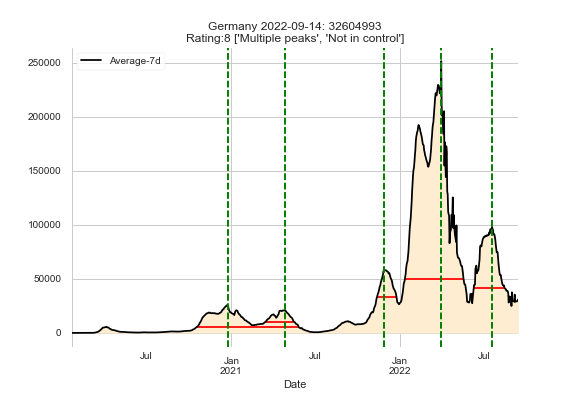 Germany 2022-09-14: 32604993
Rating:8 ['Multiple peaks', 'Not in control']
Average-7d
250000
200000
150000
100000
50000
0
Jul
Jan
2021
Jul
Jan
2022
Jul
Date